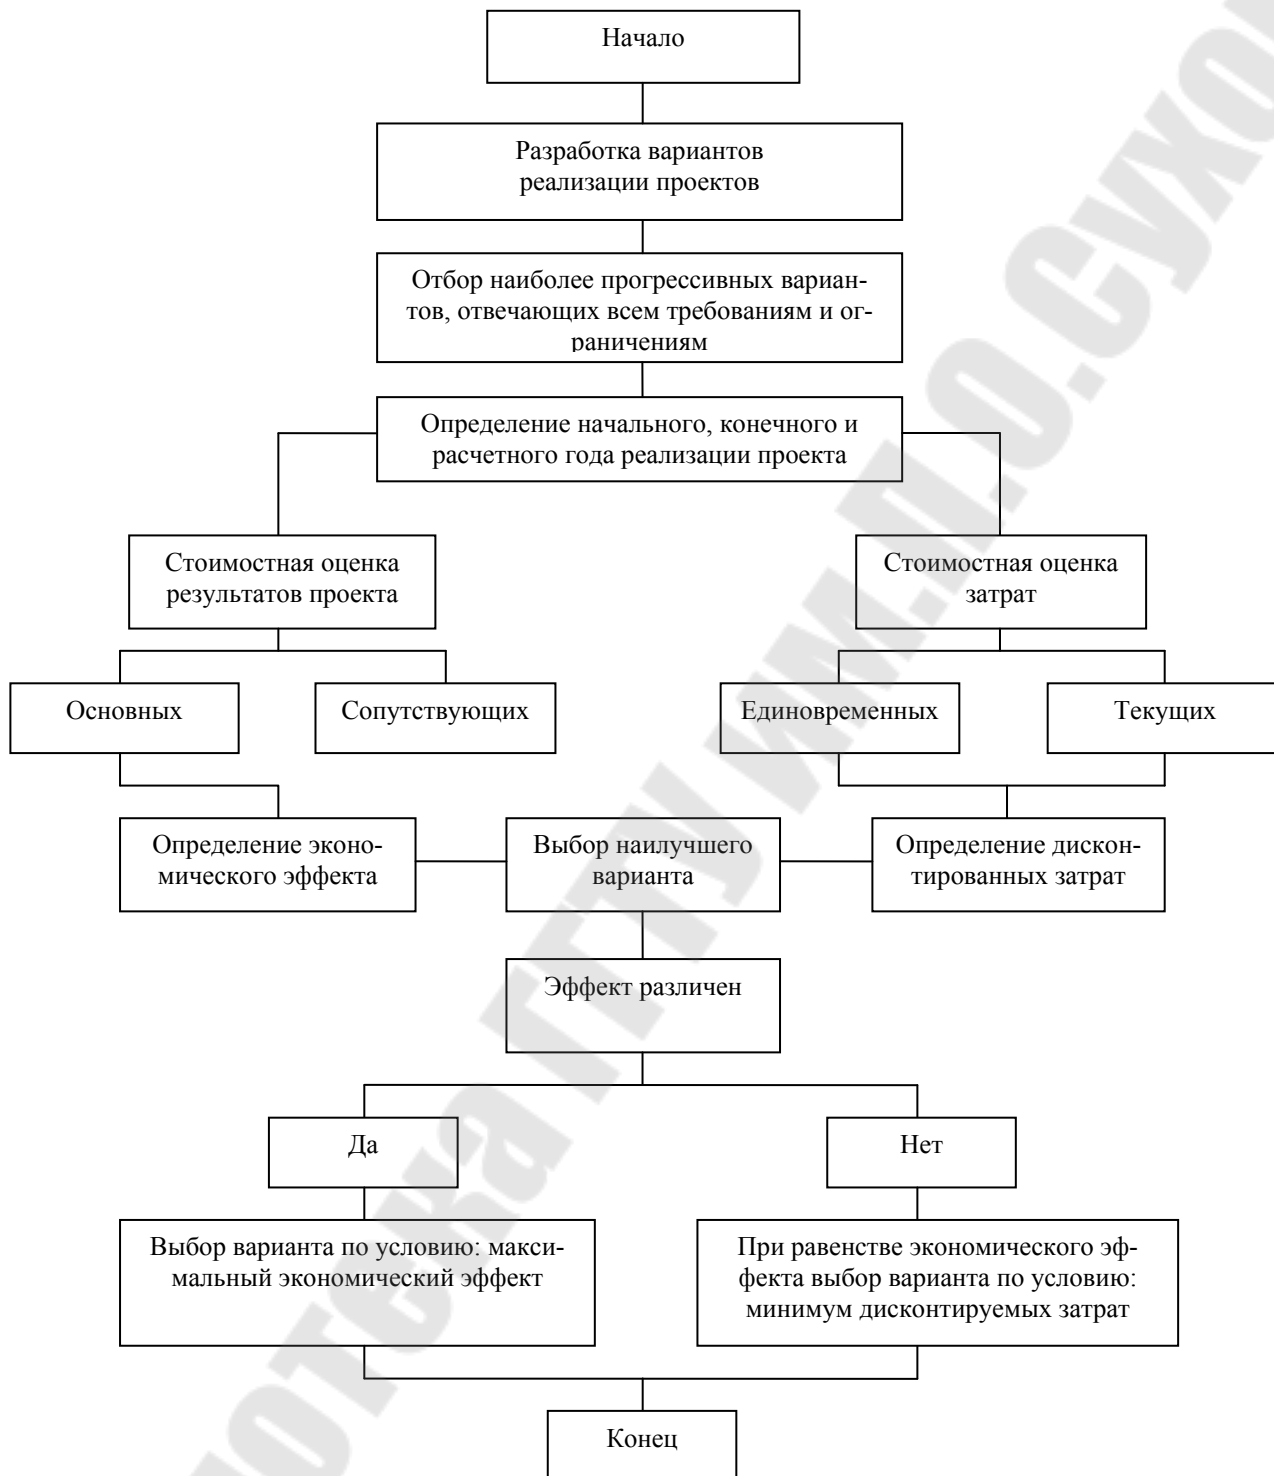 Начало
Разработка вариантов
реализации проектов
Отбор наиболее прогрессивных вариан-
тов, отвечающих всем требованиям и ог-
раничениям
Определение начального, конечного и
расчетного года реализации проекта
Стоимостная оценка
результатов проекта
Стоимостная оценка
затрат
Основных
Сопутствующих
Единовременных
Текущих
Определение эконо-
мического эффекта
Выбор наилучшего
варианта
Определение дискон-
тированных затрат
Эффект различен
Да
Нет
Выбор варианта по условию: макси-
мальный экономический эффект
При равенстве экономического эф-
фекта выбор варианта по условию:
минимум дисконтируемых затрат
Конец
ГГТУ им.П.О.